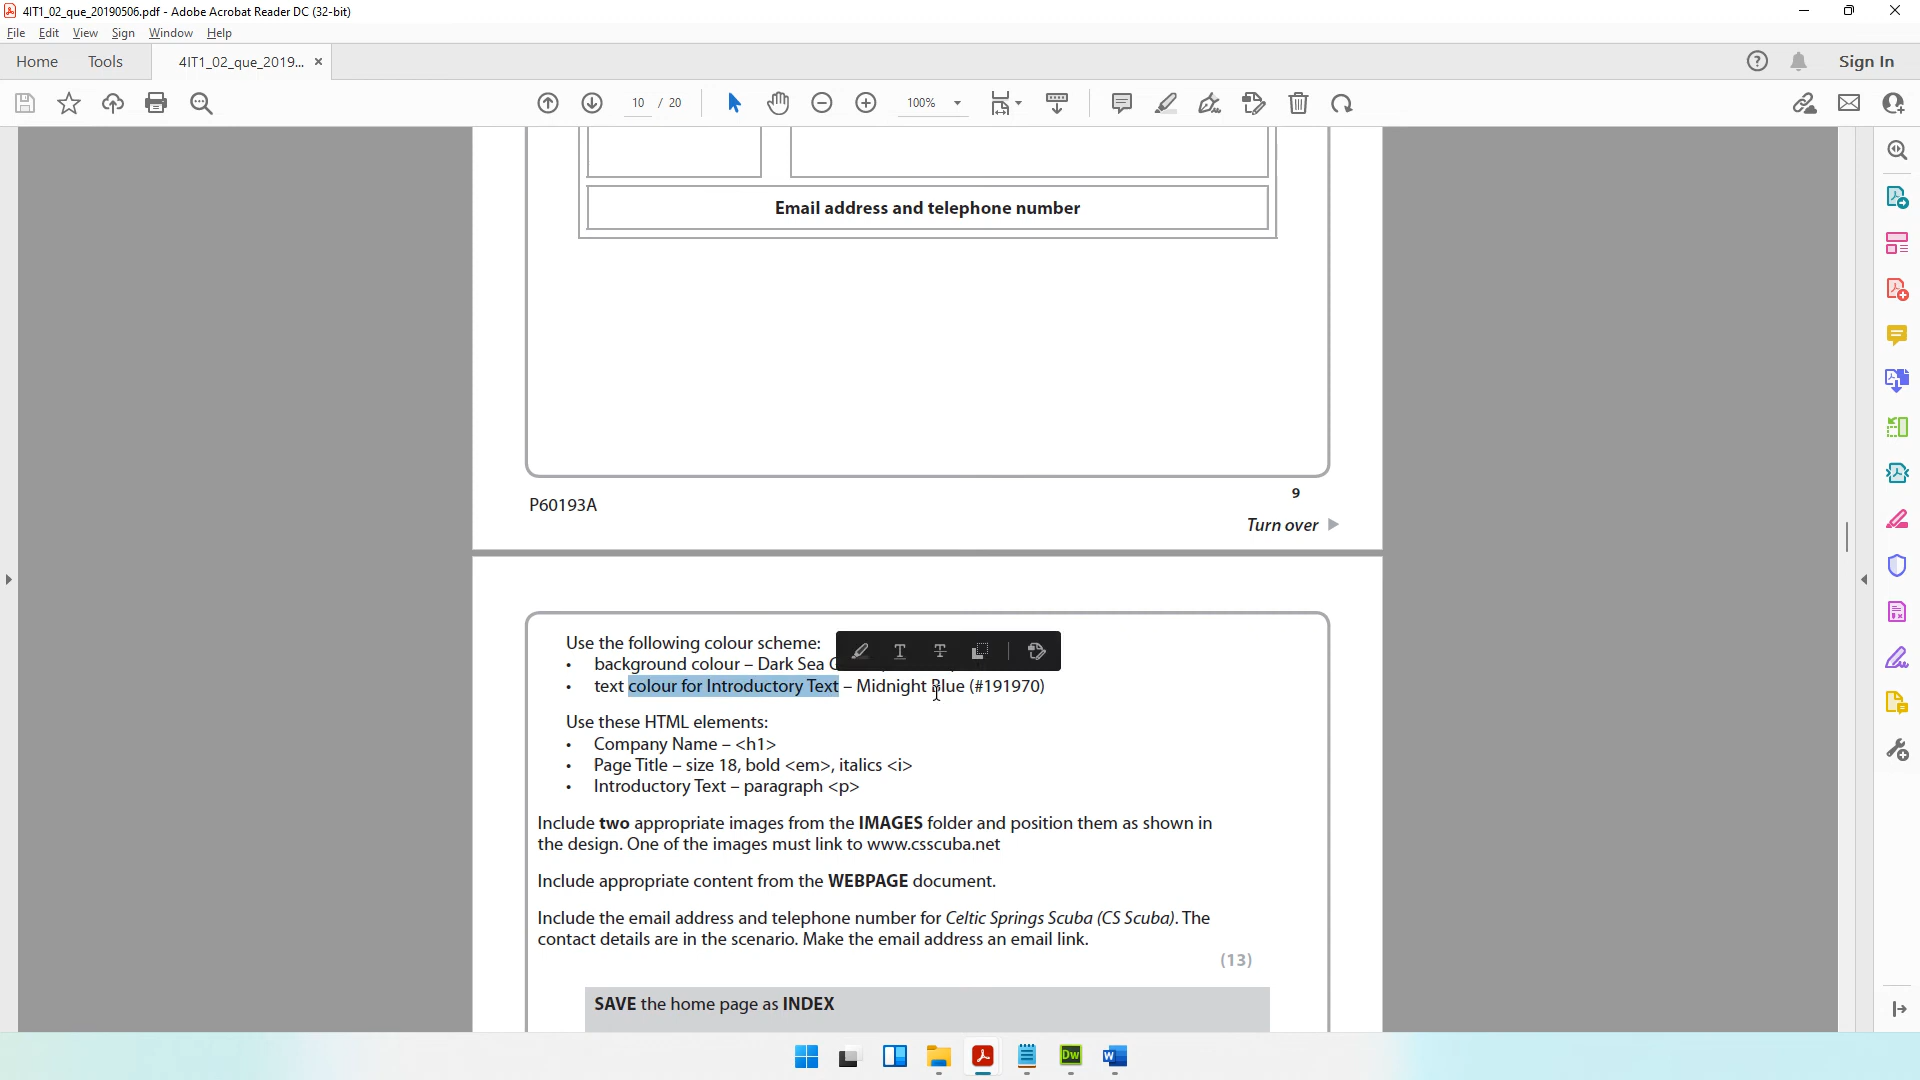 4IT1_02_que_20190506.pdf - Adobe Acrobat Reader DC (32-bit)
File Edit View Sign Window Help
Home Tools 4IT1_02_que_2019... × Sign In
10 / 20 100%
Email address and telephone number
9
P60193A
Turn over
Use the following colour scheme:
• background colour – Dark Sea
• text colour for Introductory Text – Midnight Blue (#191970)
Use these HTML elements:
• Company Name – <h1>
• Page Title – size 18, bold <em>, italics <i>
• Introductory Text – paragraph <p>
Include two appropriate images from the IMAGES folder and position them as shown in
the design. One of the images must link to www.csscuba.net
Include appropriate content from the WEBPAGE document.
Include the email address and telephone number for Celtic Springs Scuba (CS Scuba). The
contact details are in the scenario. Make the email address an email link.
(13)
SAVE the home page as INDEX